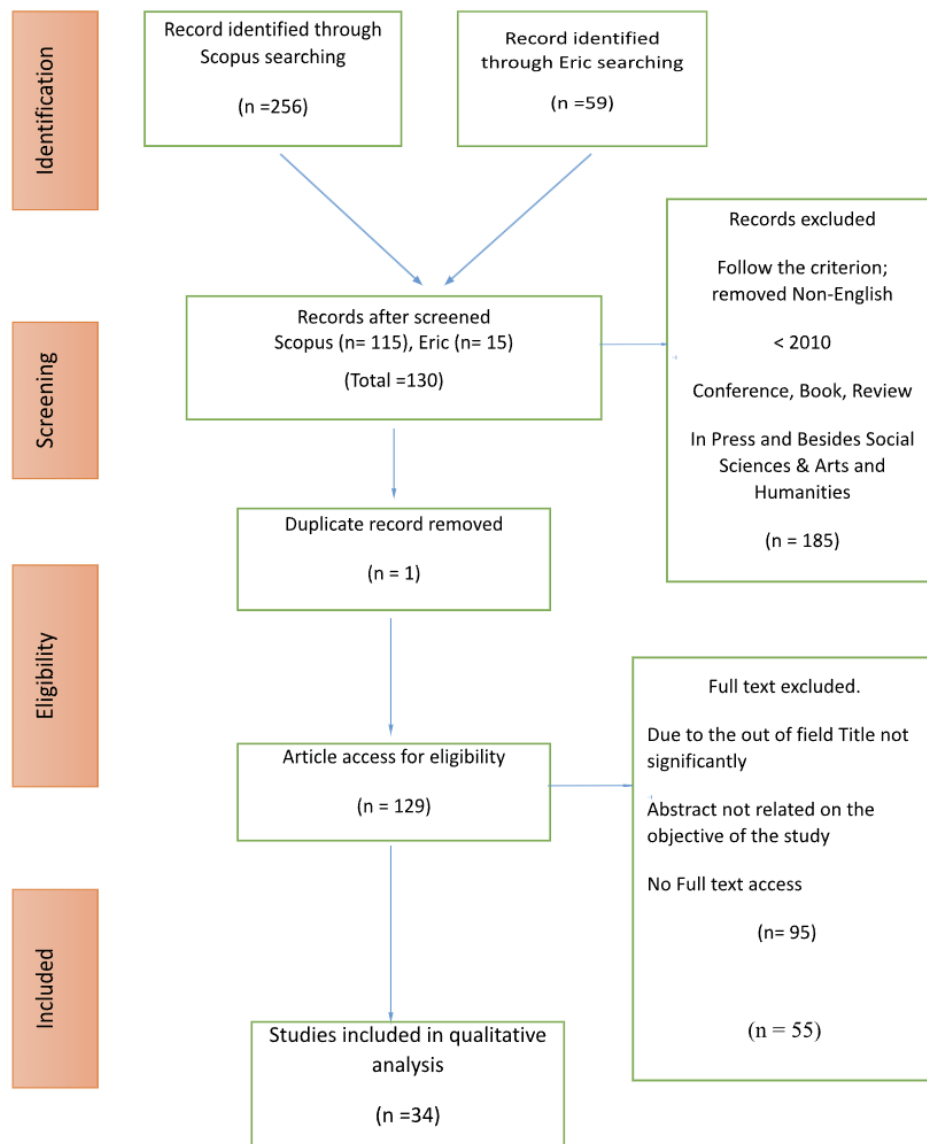 Identification
Record identified through
Scopus searching
(n =256)
Record identified
through Eric searching
(n =59)
Records excluded
Follow the criterion;
removed Non-English
< 2010
Conference, Book, Review
In Press and Besides Social
Sciences & Arts and
Humanities
(n = 185)
Screening
Records after screened
Scopus (n= 115), Eric (n= 15)
(Total =130)
Duplicate record removed
(n = 1)
Eligibility
Article access for eligibility
(n = 129)
Full text excluded.
Due to the out of field Title not
significantly
Abstract not related on the
objective of the study
No Full text access
(n= 95)
(n = 55)
Included
Studies included in qualitative
analysis
(n =34)